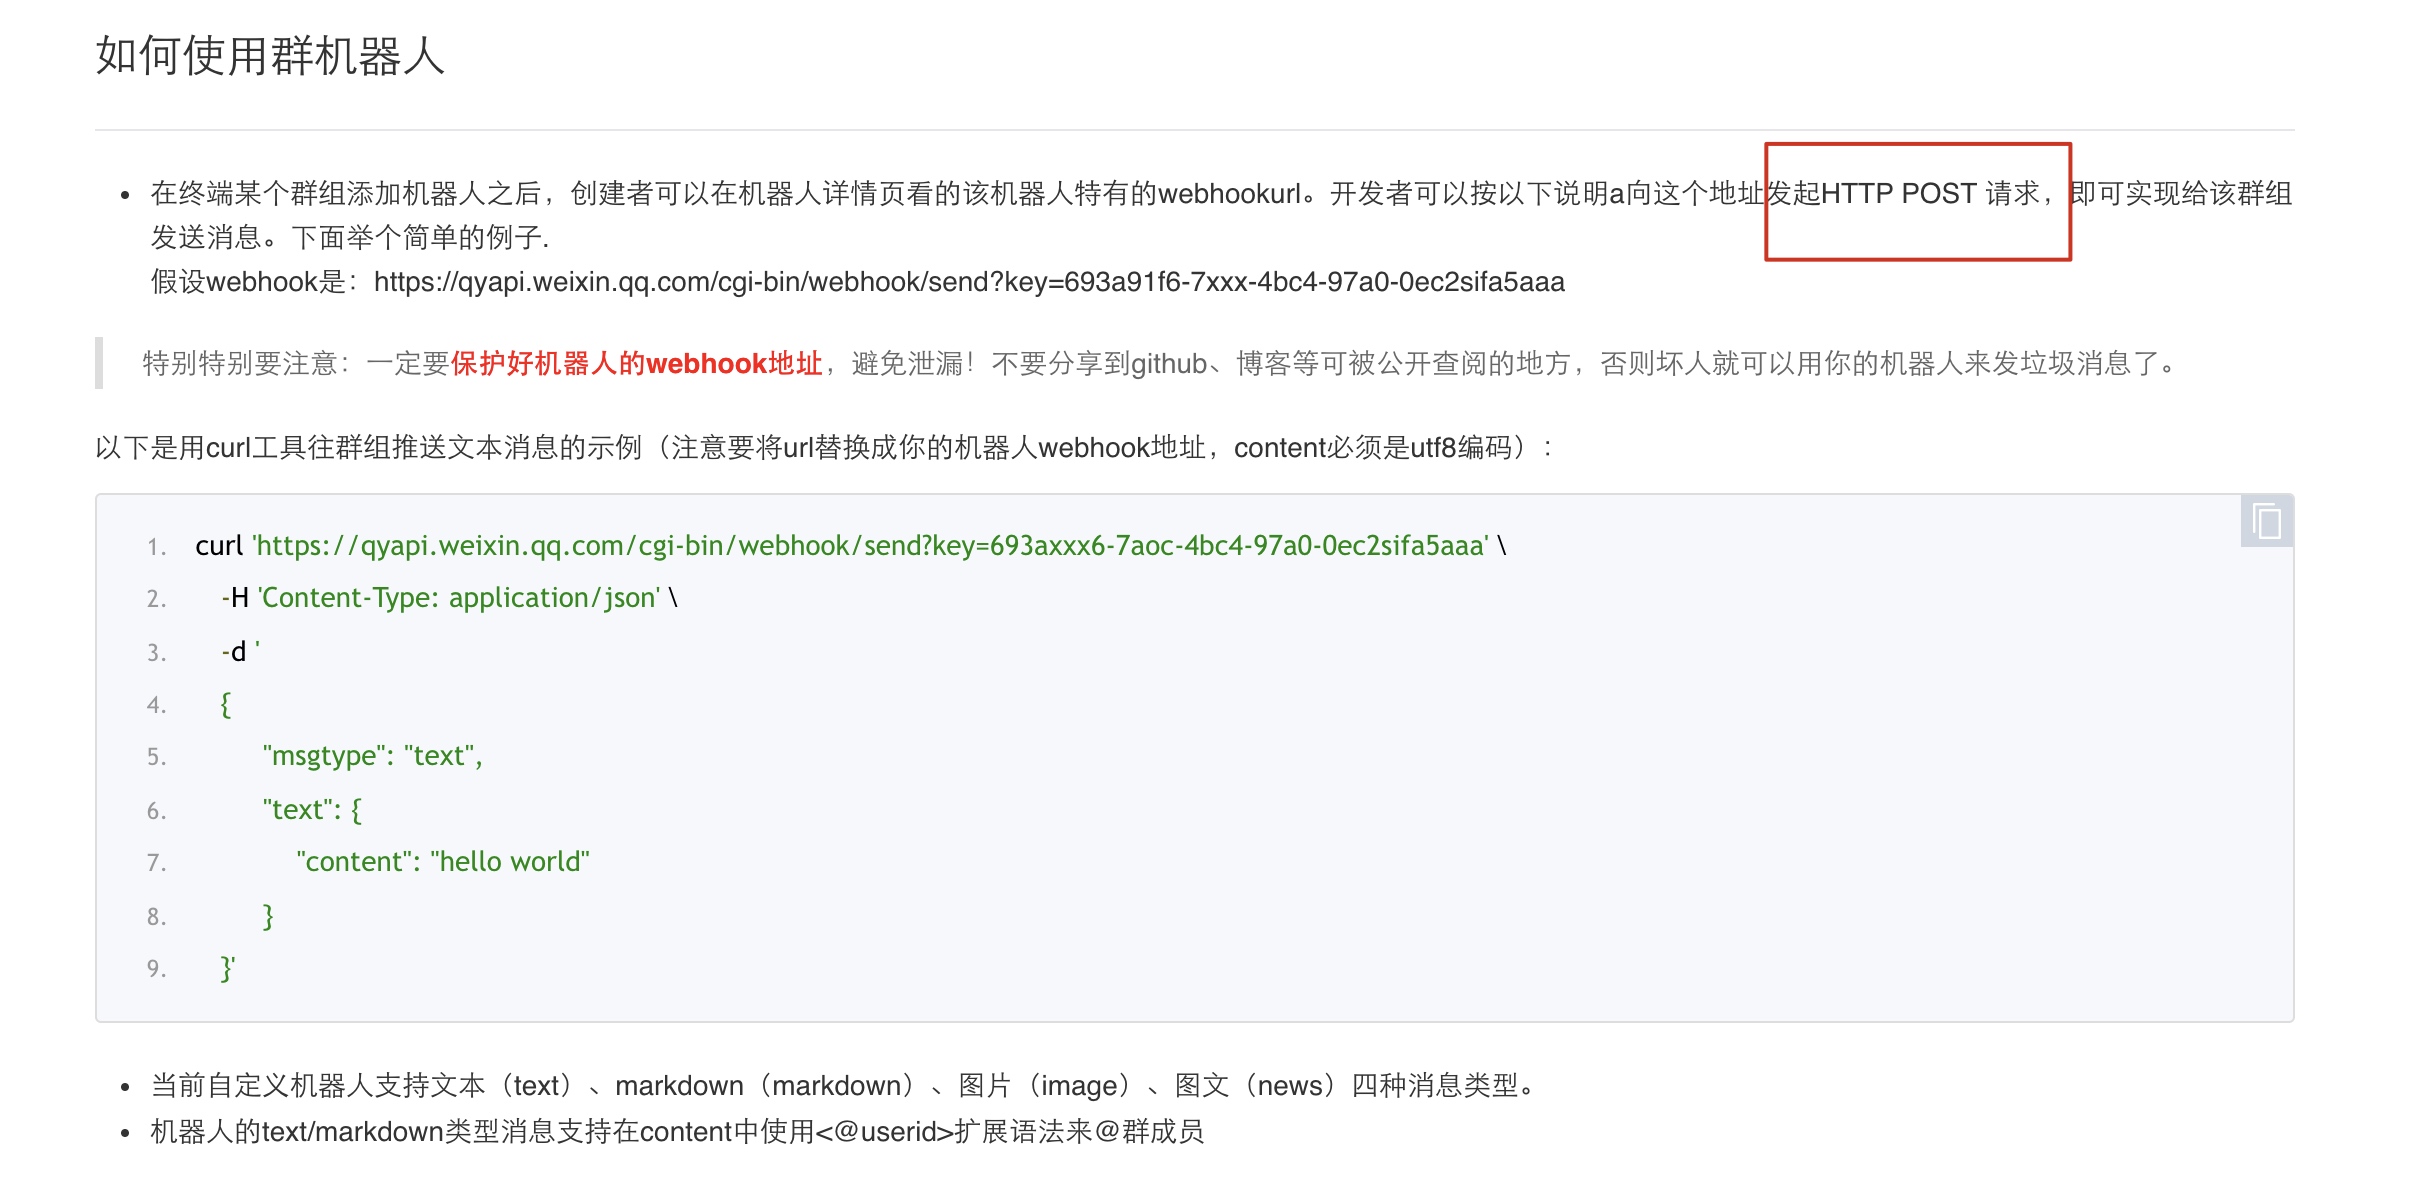 如何使用群机器人
• 在终端某个群组添加机器人之后，创建者可以在机器人详情页看的该机器人特有的webhookurl。开发者可以按以下说明a向这个地址发起HTTP POST 请求，即可实现给该群组
发送消息。下面举个简单的例子.
假设webhook是：https://qyapi.weixin.qq.com/cgi-bin/webhook/send?key=693a91f6-7xxx-4bc4-97a0-0ec2sifa5aaa
特别特别要注意：一定要保护好机器人的webhook地址，避免泄漏！不要分享到github、博客等可被公开查阅的地方，否则坏人就可以用你的机器人来发垃圾消息了。
以下是用curl工具往群组推送文本消息的示例（注意要将url替换成你的机器人webhook地址，content必须是utf8编码）：
1. curl 'https://qyapi.weixin.qq.com/cgi-bin/webhook/send?key=693axxx6-7aoc-4bc4-97a0-0ec2sifa5aaa' \
2. -H 'Content-Type: application/json' \
3. -d '
4. {
5. "msgtype": "text",
6. "text": {
7. "content": "hello world"
8. }
9. }'
• 当前自定义机器人支持文本（text）、markdown（markdown）、图片（image）、图文（news）四种消息类型。
• 机器人的text/markdown类型消息支持在content中使用<@userid>扩展语法来@群成员